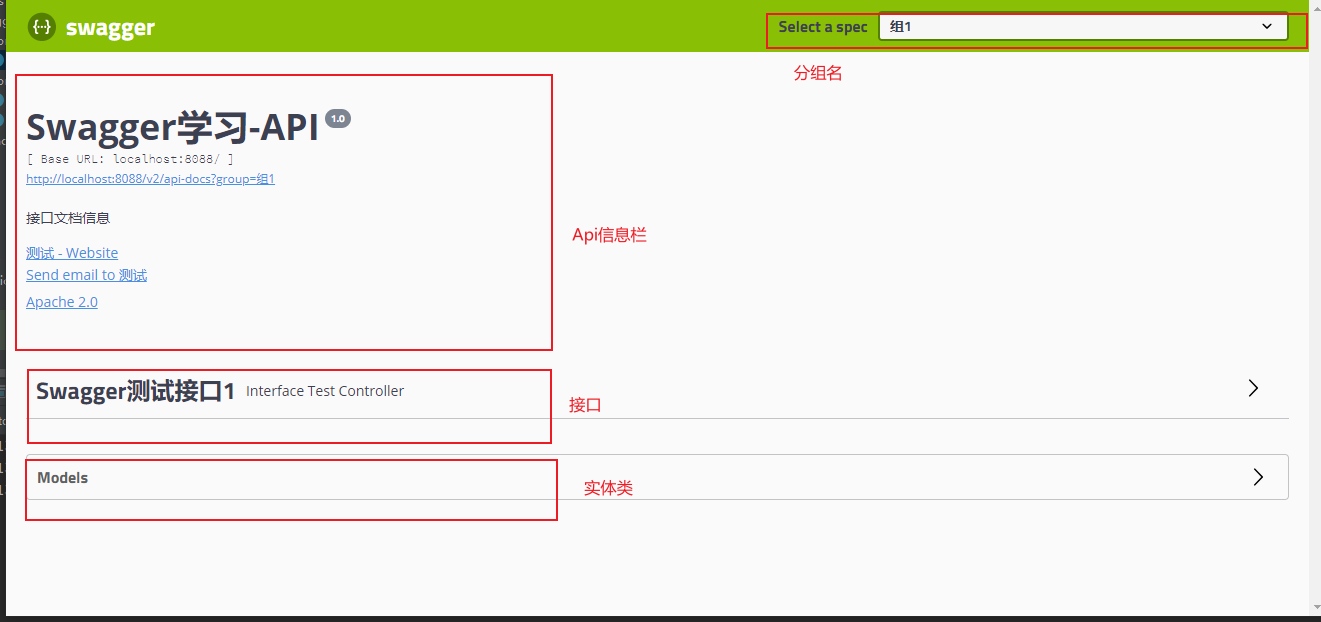 swagger
Select a spec 组1
分组名
Swagger学习-API 1.0
[ Base URL: localhost:8088/ ]
http://localhost:8088/v2/api-docs?group=组1
接口文档信息
Api信息栏
测试 - Website
Send email to 测试
Apache 2.0
Swagger测试接口1 Interface Test Controller
接口
Models
实体类